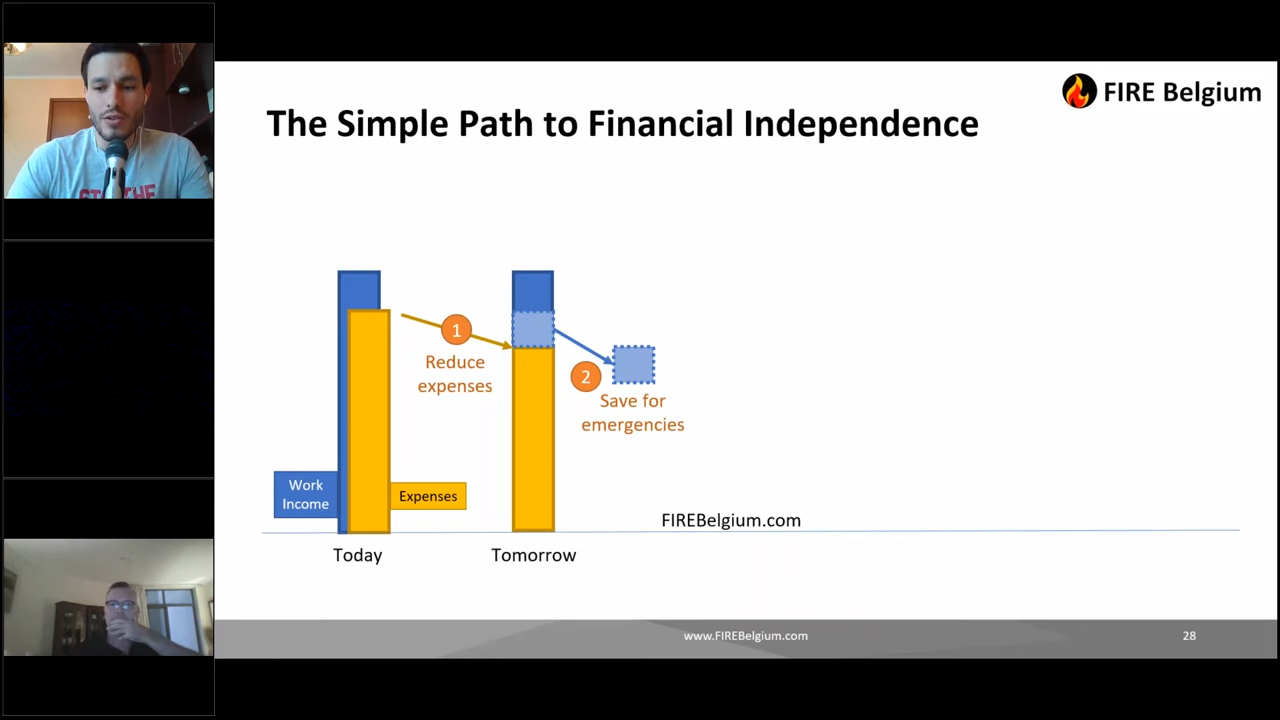 FIRE Belgium
The Simple Path to Financial Independence
1
Reduce
expenses
2
Save for
emergencies
Work
Income
Expenses
FIREBelgium.com
Today
Tomorrow
www.FIREBelgium.com
28